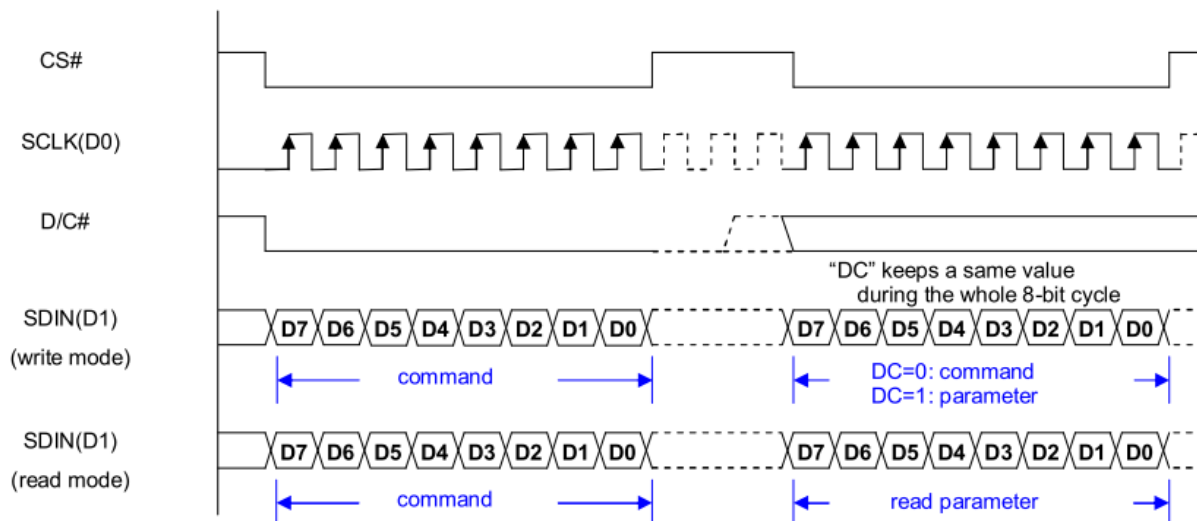 CS#
SCLK(D0)
D/C#
“DC” keeps a same value
during the whole 8-bit cycle
SDIN(D1)
(write mode)
D7 D6 D5 D4 D3 D2 D1 D0 D7 D6 D5 D4 D3 D2 D1 D0
command
DC=0: command
DC=1: parameter
SDIN(D1)
(read mode)
D7 D6 D5 D4 D3 D2 D1 D0 D7 D6 D5 D4 D3 D2 D1 D0
command read parameter